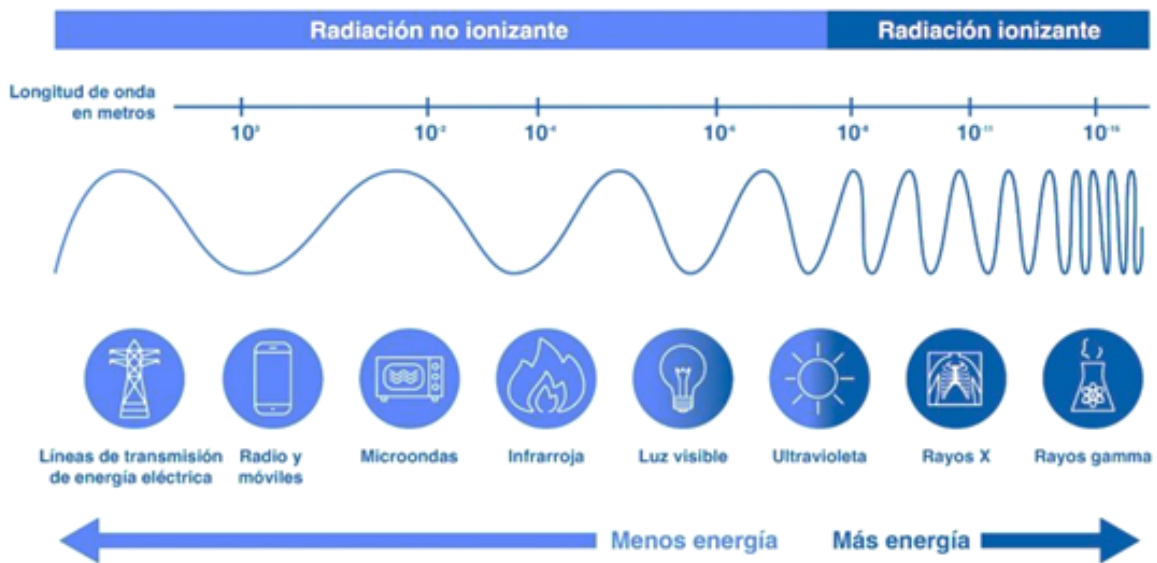 Radiación no ionizante
Radiación ionizante
Longitud de onda
en metros
10³
10⁻²
10⁻⁴
10⁻⁶
10⁻⁸
10⁻¹¹
10⁻¹⁵
Líneas de transmisión
de energía eléctrica
Radio y
móviles
Microondas
Infrarroja
Luz visible
Ultravioleta
Rayos X
Rayos gamma
Menos energía
Más energía